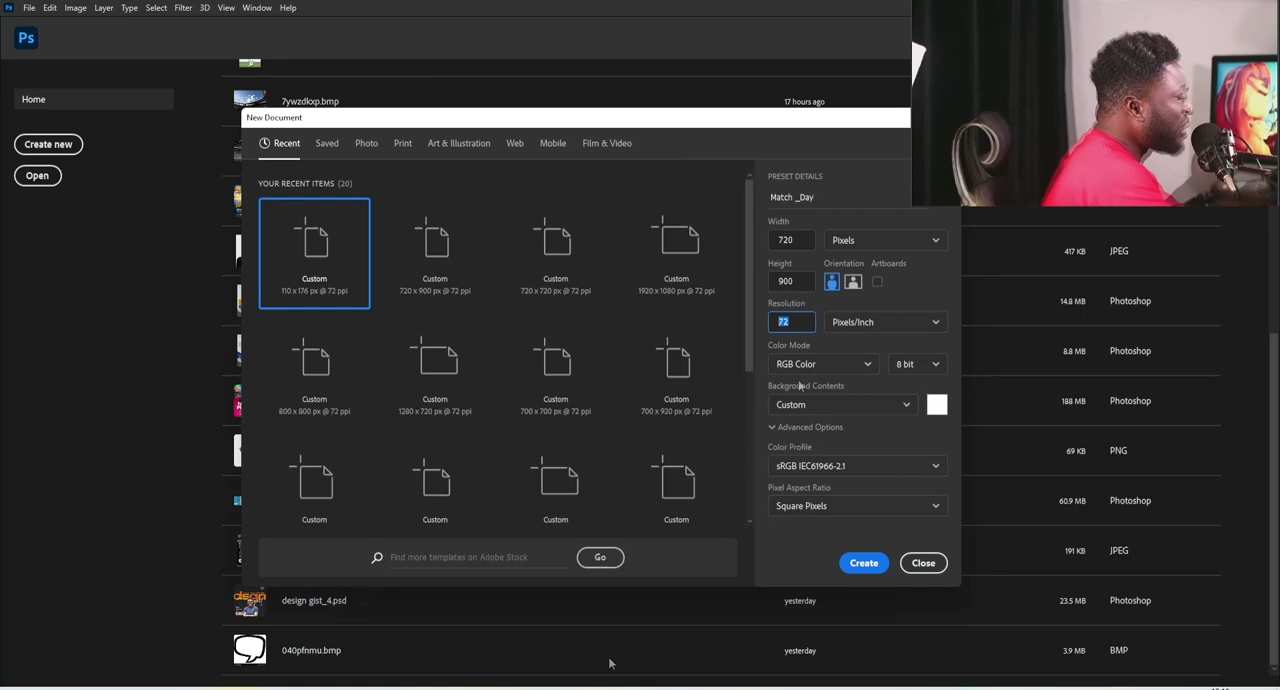 Ps File Edit Image Layer Type Select Filter 3D View Window Help
Ps
Home
Create new
Open
7ywzdkxp.bmp 17 hours ago
New Document
Recent Saved Photo Print Art & Illustration Web Mobile Film & Video
YOUR RECENT ITEMS (20)
Custom
110 x 176 px @ 72 ppi
Custom
720 x 900 px @ 72 ppi
Custom
720 x 720 px @ 72 ppi
Custom
1920 x 1080 px @ 72 ppi
Custom
800 x 800 px @ 72 ppi
Custom
1280 x 720 px @ 72 ppi
Custom
700 x 700 px @ 72 ppi
Custom
700 x 920 px @ 72 ppi
Custom
Custom
Custom
Custom
Find more templates on Adobe Stock Go
PRESET DETAILS
Match _Day
Width
720 Pixels
Height Orientation Artboards
900
Resolution
72 Pixels/Inch
Color Mode
RGB Color 8 bit
Background Contents
Custom
Advanced Options
Color Profile
sRGB IEC61966-2.1
Pixel Aspect Ratio
Square Pixels
Create Close
417 KB JPEG
14.8 MB Photoshop
8.8 MB Photoshop
188 MB Photoshop
69 KB PNG
60.9 MB Photoshop
191 KB JPEG
design gist_4.psd yesterday 23.5 MB Photoshop
040pfnmu.bmp yesterday 3.9 MB BMP